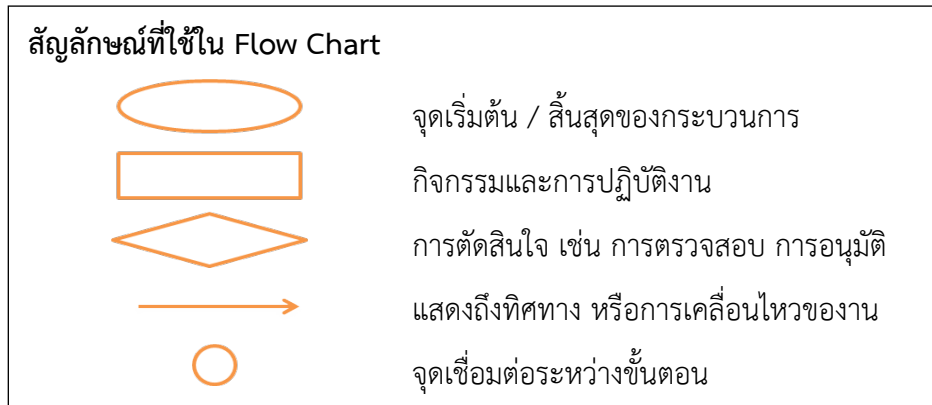 สัญลักษณ์ที่ใช้ใน Flow Chart
จุดเริ่มต้น / สิ้นสุดของกระบวนการ
กิจกรรมและการปฏิบัติงาน
การตัดสินใจ เช่น การตรวจสอบ การอนุมัติ
แสดงถึงทิศทาง หรือการเคลื่อนไหวของงาน
จุดเชื่อมต่อระหว่างขั้นตอน